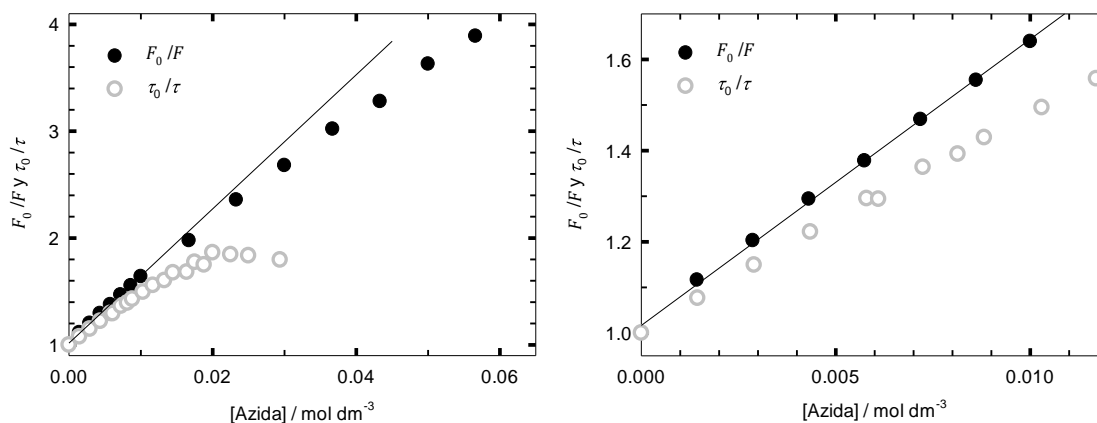 4
3
2
1
F₀/F y τ₀/τ
F₀/F
τ₀/τ
0.00 0.02 0.04 0.06
[Azida] / mol dm⁻³
1.6
1.4
1.2
1.0
F₀/F y τ₀/τ
F₀/F
τ₀/τ
0.000 0.005 0.010
[Azida] / mol dm⁻³